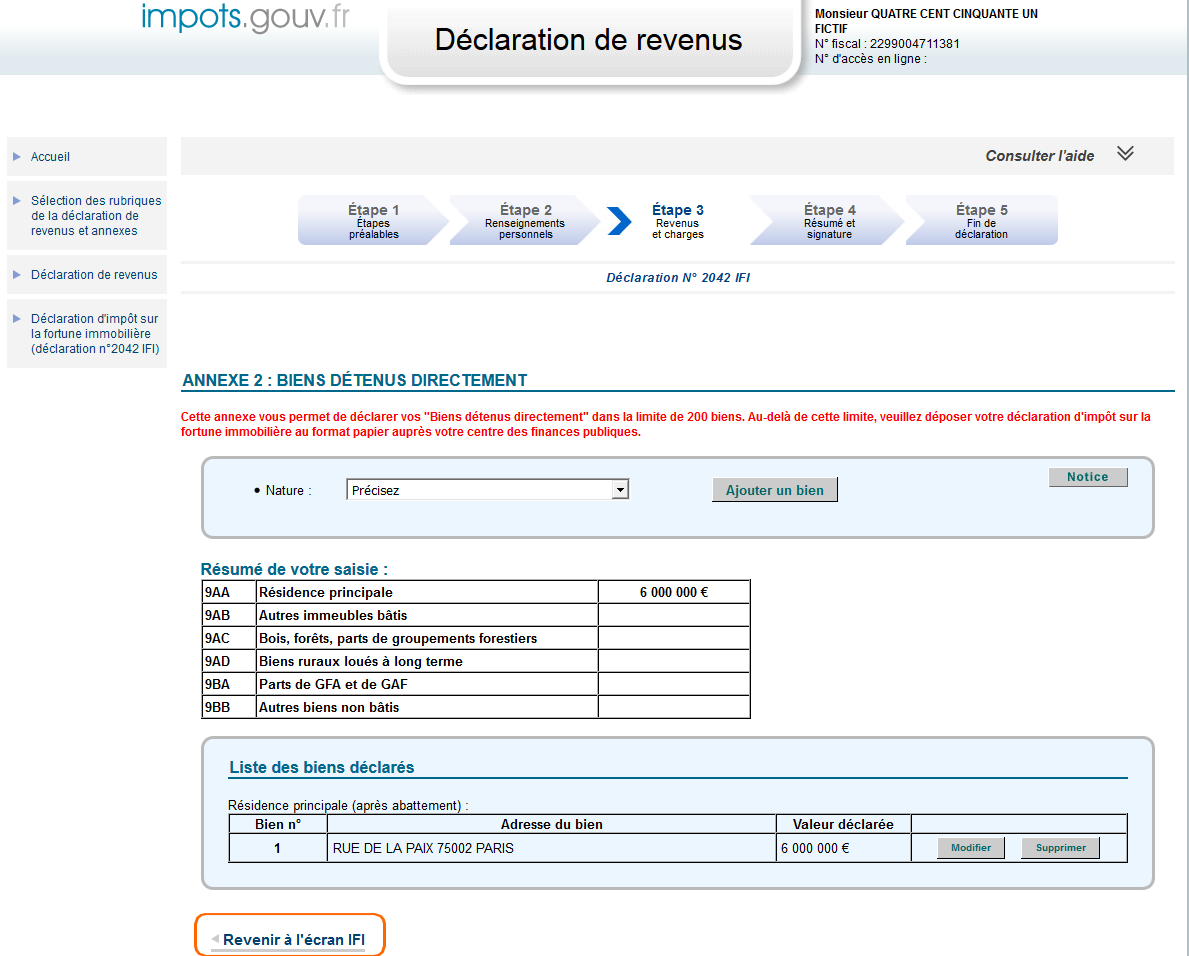 impots.gouv.fr
Déclaration de revenus
Monsieur QUATRE CENT CINQUANTE UN
FICTIF
N° fiscal : 2299004711381
N° d'accès en ligne :
Accueil
Sélection des rubriques
de la déclaration de
revenus et annexes
Déclaration de revenus
Déclaration d'impôt sur
la fortune immobilière
(déclaration n°2042 IFI)
Consulter l'aide
Étape 1
Étapes
préalables
Étape 2
Renseignements
personnels
Étape 3
Revenus
et charges
Étape 4
Résumé et
signature
Étape 5
Fin de
déclaration
Déclaration N° 2042 IFI
ANNEXE 2 : BIENS DÉTENUS DIRECTEMENT
Cette annexe vous permet de déclarer vos "Biens détenus directement" dans la limite de 200 biens. Au-delà de cette limite, veuillez déposer votre déclaration d'impôt sur la
fortune immobilière au format papier auprès votre centre des finances publiques.
Notice
• Nature : Précisez Ajouter un bien
Résumé de votre saisie :
9AA Résidence principale 6 000 000 €
9AB Autres immeubles bâtis
9AC Bois, forêts, parts de groupements forestiers
9AD Biens ruraux loués à long terme
9BA Parts de GFA et de GAF
9BB Autres biens non bâtis
Liste des biens déclarés
Résidence principale (après abattement) :
Bien n° Adresse du bien Valeur déclarée
1 RUE DE LA PAIX 75002 PARIS 6 000 000 € Modifier Supprimer
Revenir à l'écran IFI